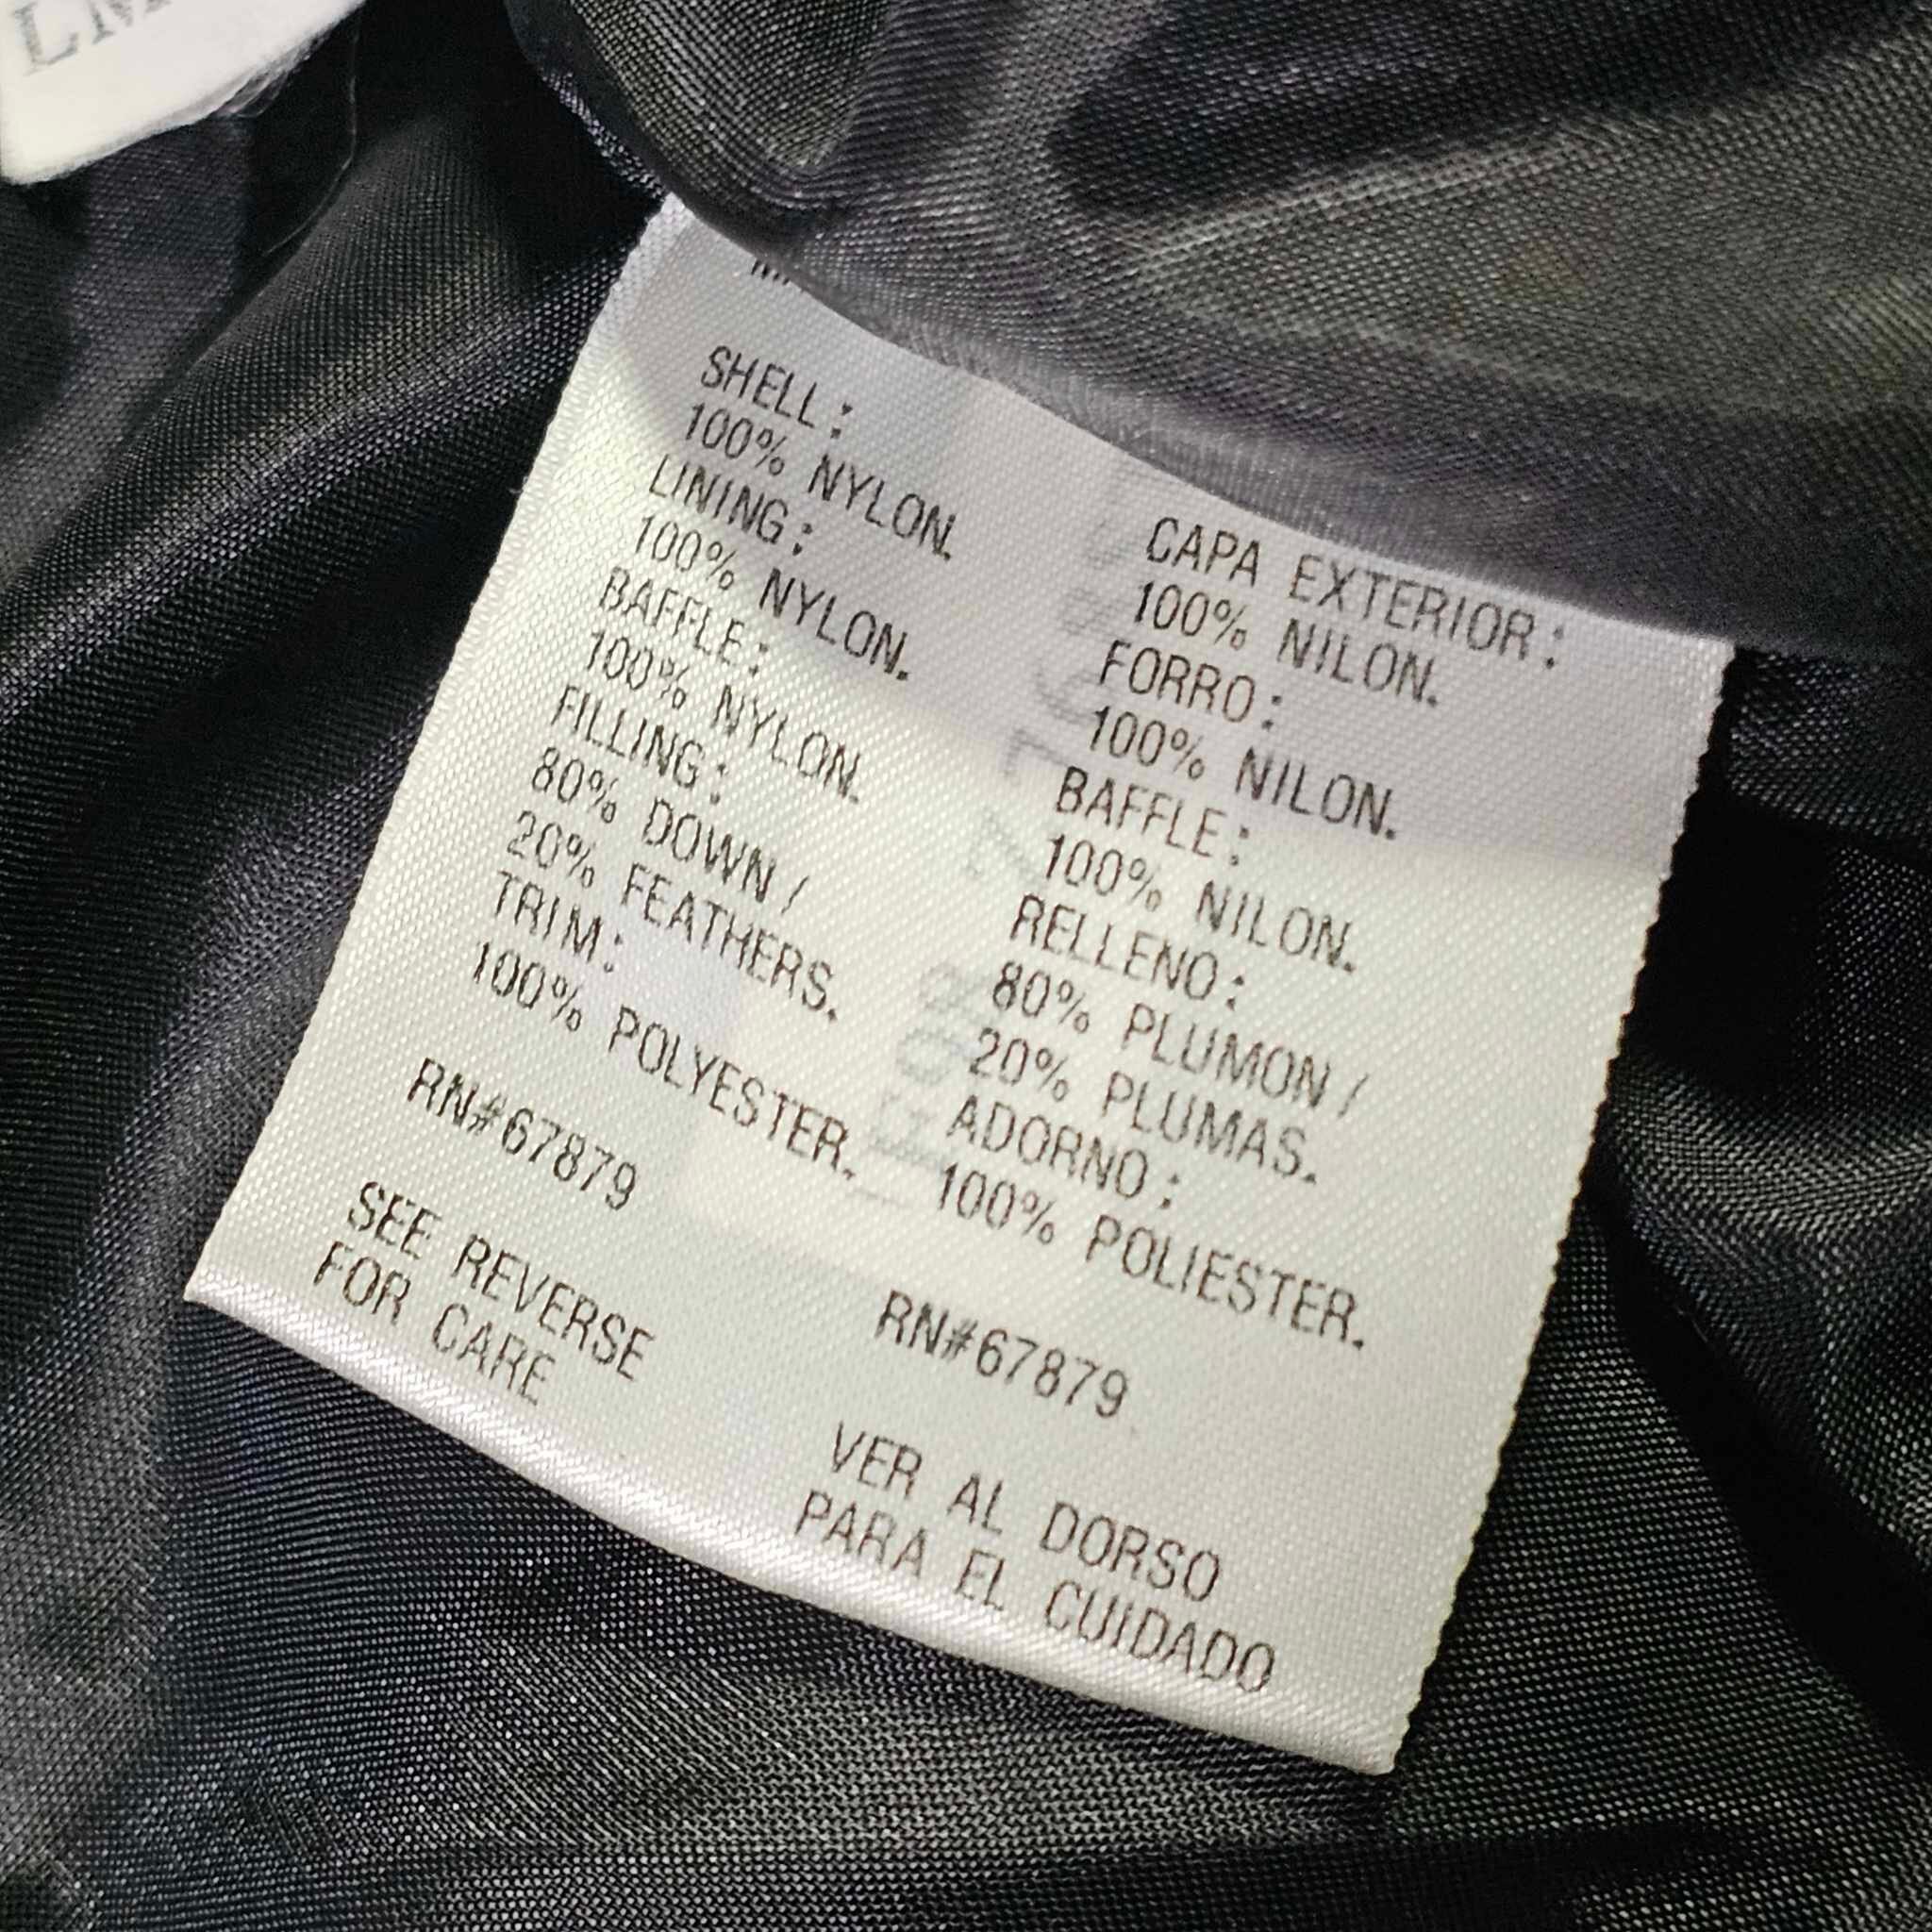 SHELL:
100% NYLON.
LINING:
100% NYLON.
BAFFLE:
100% NYLON.
FILLING:
80% DOWN /
20% FEATHERS.
TRIM:
100% POLYESTER.
RN#67879
SEE REVERSE
FOR CARE
CAPA EXTERIOR:
100% NILON.
FORRO:
100% NILON.
BAFFLE:
100% NILON.
RELLENO:
80% PLUMON /
20% PLUMAS.
ADORNO:
100% POLIESTER.
RN#67879
VER AL DORSO
PARA EL CUIDADO